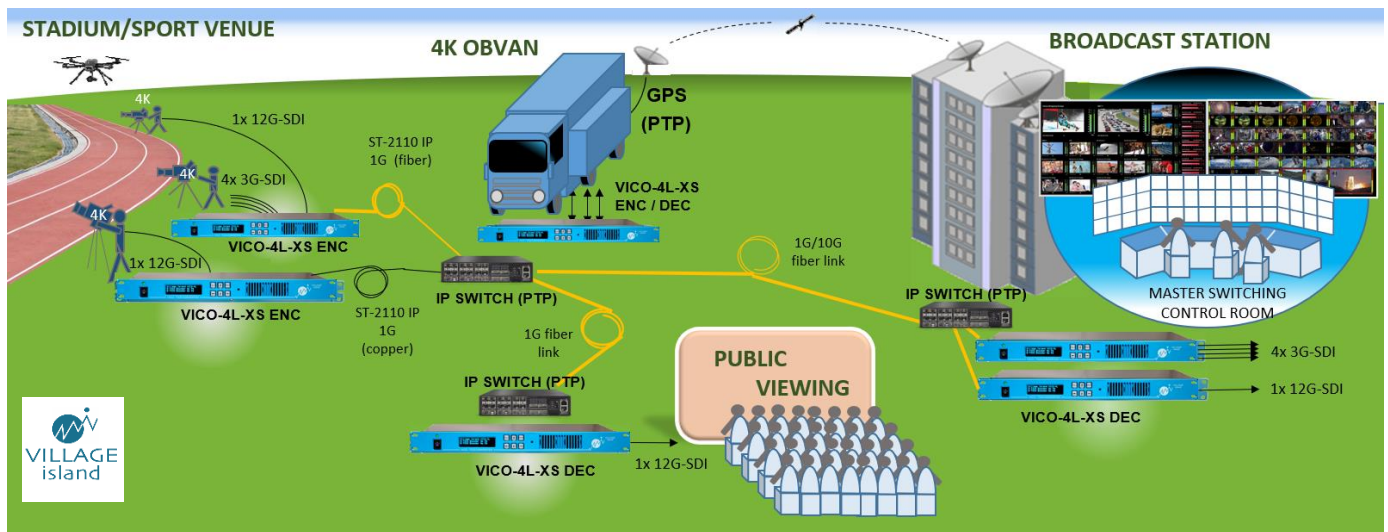 STADIUM/SPORT VENUE
4K OBVAN
BROADCAST STATION
4K
1x 12G-SDI
GPS
(PTP)
ST-2110 IP
1G (fiber)
4K
4x 3G-SDI
VICO-4L-XS
ENC / DEC
4K
VICO-4L-XS ENC
1x 12G-SDI
1G/10G
fiber link
IP SWITCH (PTP)
MASTER SWITCHING
CONTROL ROOM
IP SWITCH (PTP)
VICO-4L-XS ENC
ST-2110 IP
1G
(copper)
1G fiber
link
4x 3G-SDI
PUBLIC
VIEWING
IP SWITCH (PTP)
1x 12G-SDI
VICO-4L-XS DEC
VILLAGE
island
1x 12G-SDI
VICO-4L-XS DEC